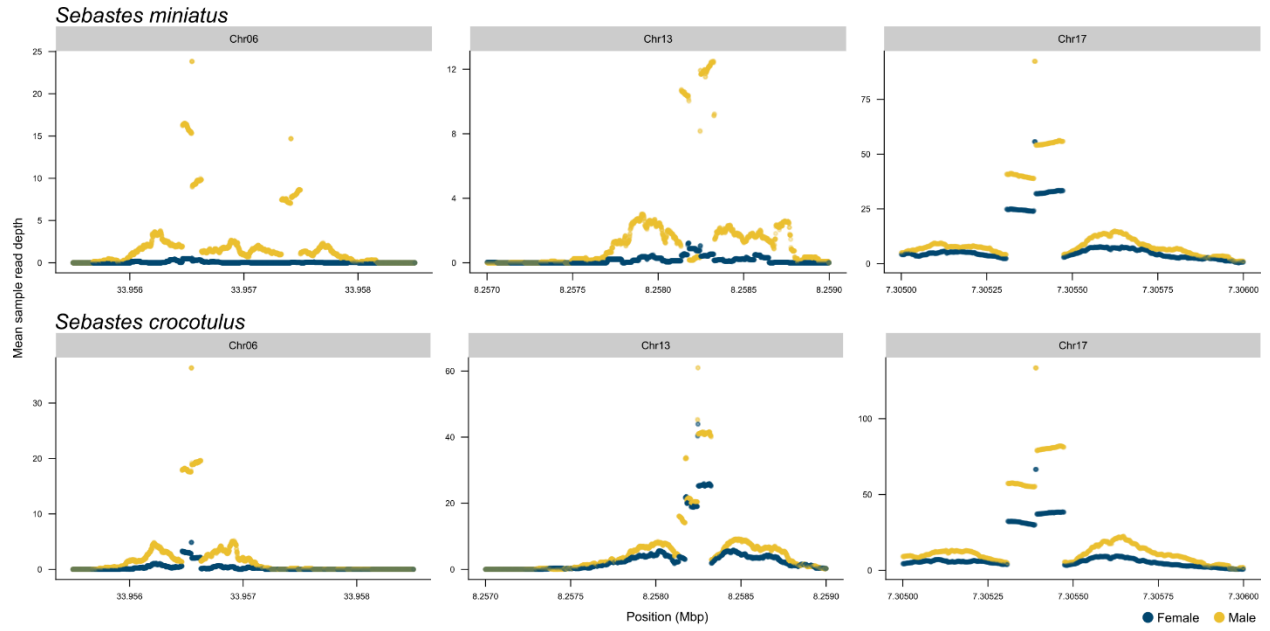 Sebastes miniatus
Chr06 Chr13 Chr17
25
20
15
10
5
0
33.956 33.957 33.958
12
8
4
0
8.2570 8.2575 8.2580 8.2585 8.2590
75
50
25
0
7.30500 7.30525 7.30550 7.30575 7.30600
Mean sample read depth
Sebastes crocotulus
Chr06 Chr13 Chr17
30
20
10
0
33.956 33.957 33.958
60
40
20
0
8.2570 8.2575 8.2580 8.2585 8.2590
100
50
0
7.30500 7.30525 7.30550 7.30575 7.30600
Position (Mbp)
Female Male